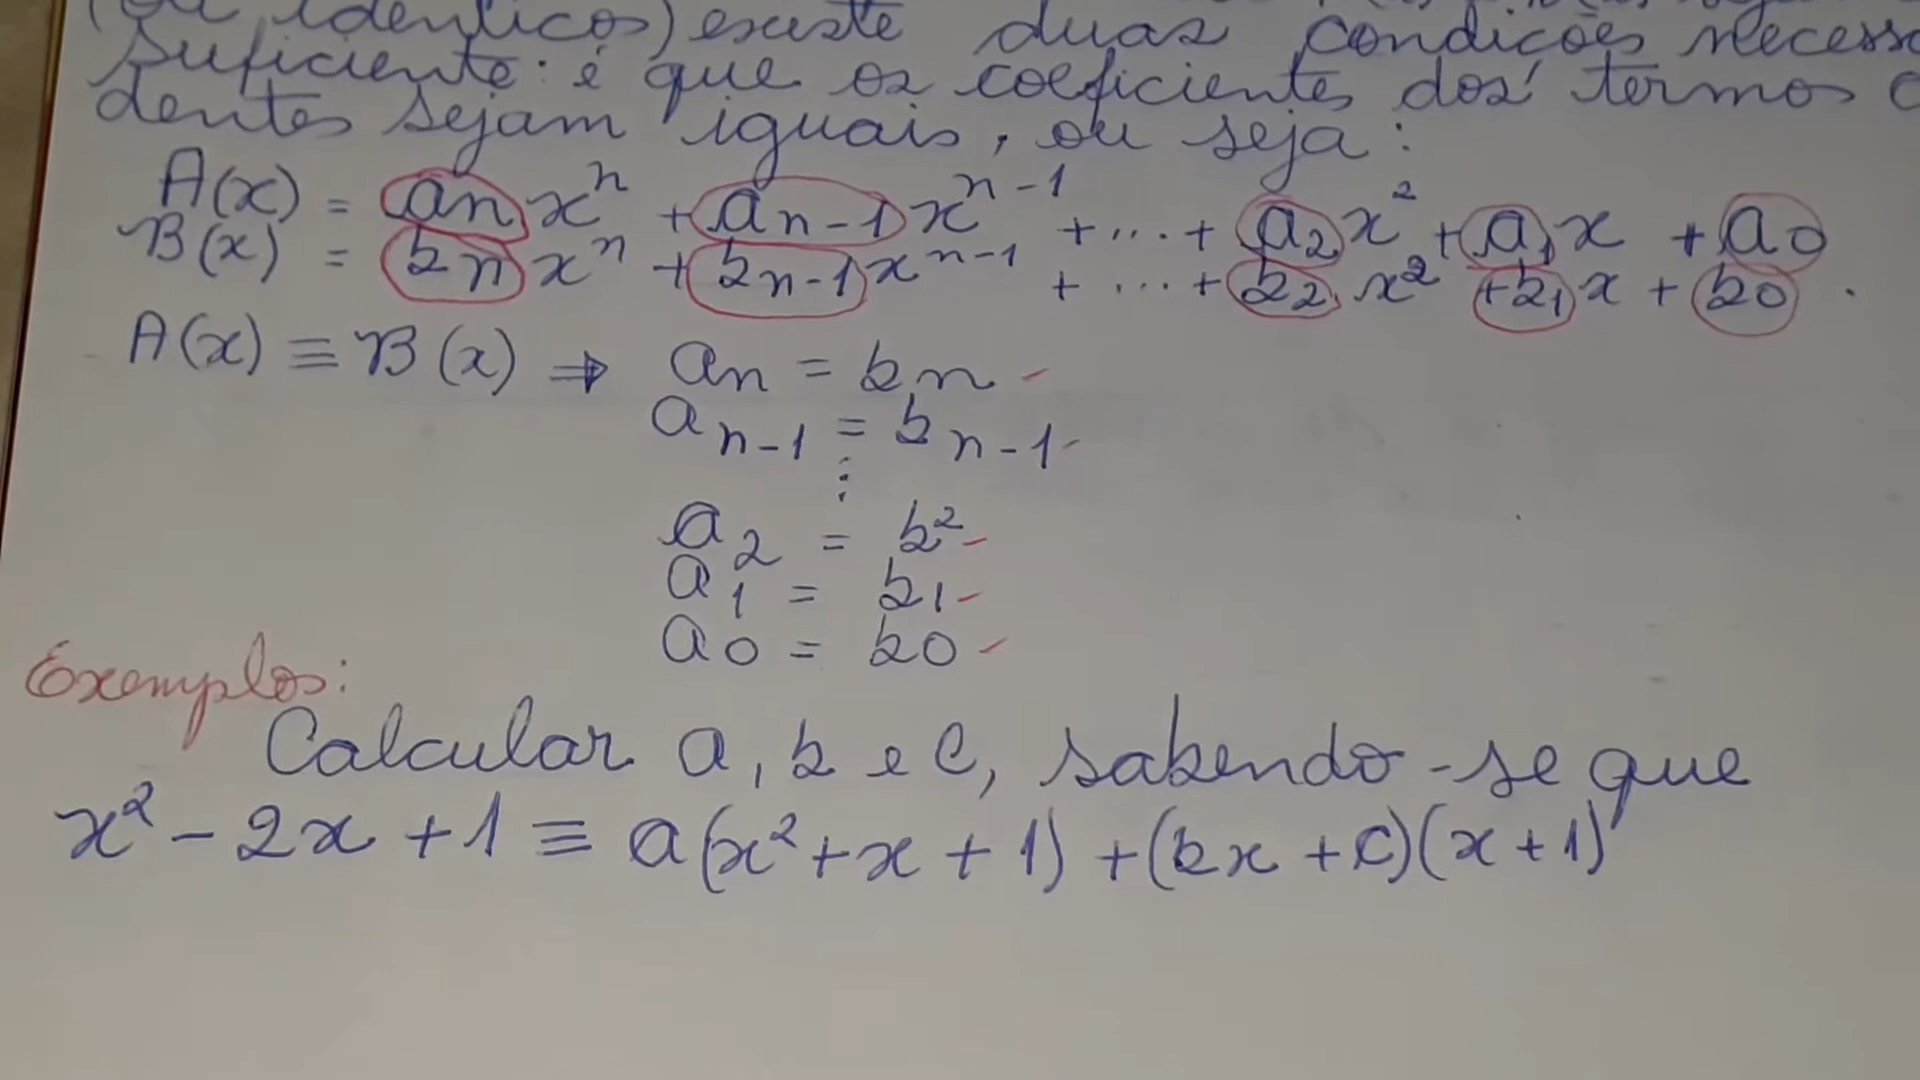 (ou idênticos) existe duas condições necess
suficiente: é que os coeficientes dos termos c
dentes sejam iguais, ou seja:
A(x) = an x^n + an-1 x^n-1 + ... + a2 x² + a1 x + a0
B(x) = bn x^n + bn-1 x^n-1 + ... + b2 x² + b1 x + b0 .
A(x) ≡ B(x) ⇒ an = bn
an-1 = bn-1
⋮
a2 = b²
a1 = b1
a0 = b0
Exemplos:
Calcular a, b e c, sabendo-se que
x² - 2x + 1 ≡ a(x² + x + 1) + (bx + c)(x + 1)